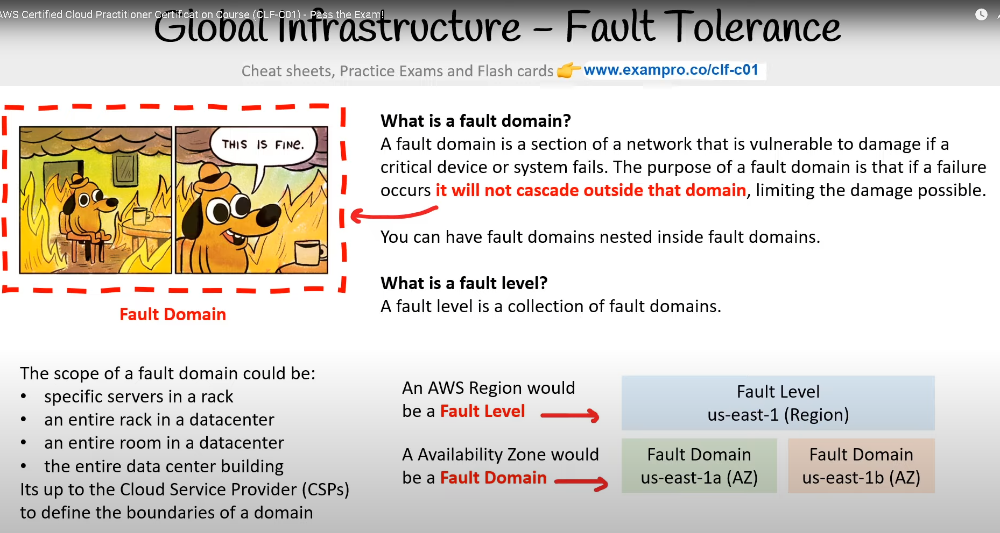 AWS Certified Cloud Practitioner Certification Course (CLF-C01) - Pass the Exam!
Global Infrastructure – Fault Tolerance
Cheat sheets, Practice Exams and Flash cards 👉 www.exampro.co/clf-c01
THIS IS FINE.
Fault Domain
What is a fault domain?
A fault domain is a section of a network that is vulnerable to damage if a
critical device or system fails. The purpose of a fault domain is that if a failure
occurs it will not cascade outside that domain, limiting the damage possible.
You can have fault domains nested inside fault domains.
What is a fault level?
A fault level is a collection of fault domains.
The scope of a fault domain could be:
• specific servers in a rack
• an entire rack in a datacenter
• an entire room in a datacenter
• the entire data center building
Its up to the Cloud Service Provider (CSPs)
to define the boundaries of a domain
An AWS Region would
be a Fault Level
Fault Level
us-east-1 (Region)
A Availability Zone would
be a Fault Domain
Fault Domain
us-east-1a (AZ)
Fault Domain
us-east-1b (AZ)